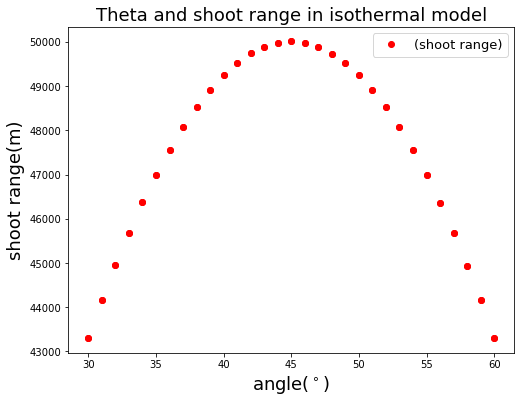 Theta and shoot range in isothermal model
(shoot range)
shoot range(m)
50000
49000
48000
47000
46000
45000
44000
43000
30 35 40 45 50 55 60
angle(°)